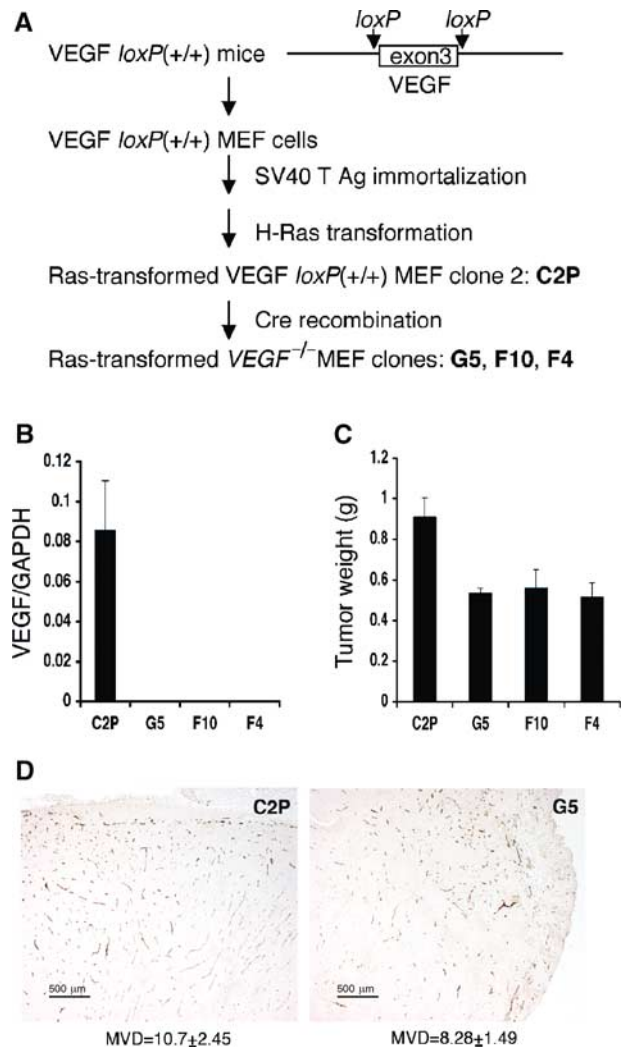 A
loxP loxP
VEGF loxP(+/+) mice
exon3
VEGF
VEGF loxP(+/+) MEF cells
SV40 T Ag immortalization
H-Ras transformation
Ras-transformed VEGF loxP(+/+) MEF clone 2: C2P
Cre recombination
Ras-transformed VEGF−/− MEF clones: G5, F10, F4
B
VEGF/GAPDH
0.12
0.1
0.08
0.06
0.04
0.02
0
C2P G5 F10 F4
C
Tumor weight (g)
1.2
1
0.8
0.6
0.4
0.2
0
C2P G5 F10 F4
D
C2P
500 μm
MVD=10.7±2.45
G5
500 μm
MVD=8.28±1.49